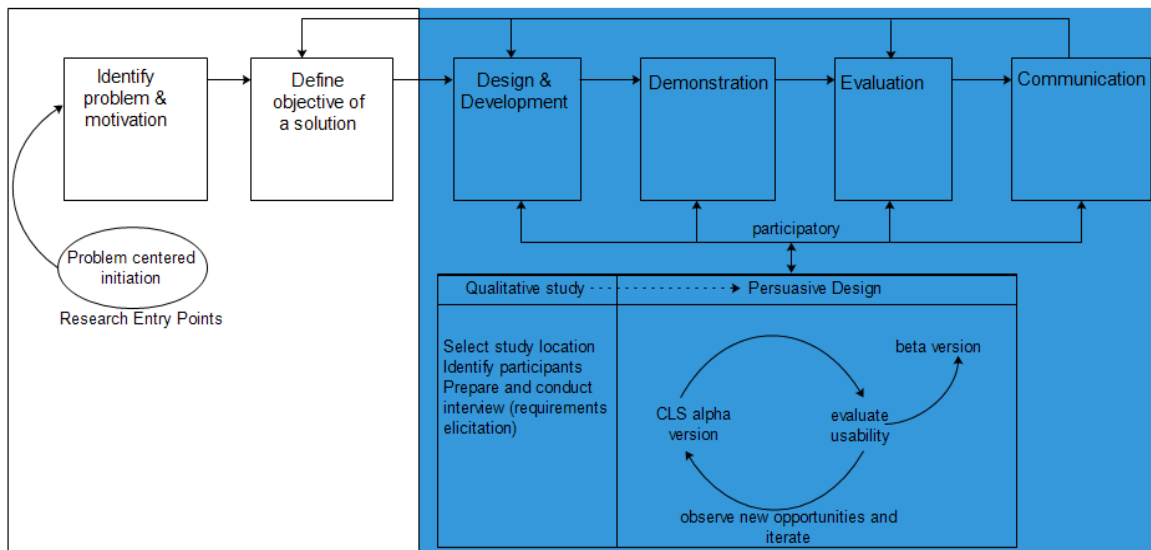 Identify
problem &
motivation
Define
objective of
a solution
Design &
Development
Demonstration
Evaluation
Communication
Problem centered
initiation
Research Entry Points
participatory
Qualitative study
Persuasive Design
Select study location
Identify participants
Prepare and conduct
interview (requirements
elicitation)
beta version
CLS alpha
version
evaluate
usability
observe new opportunities and
iterate